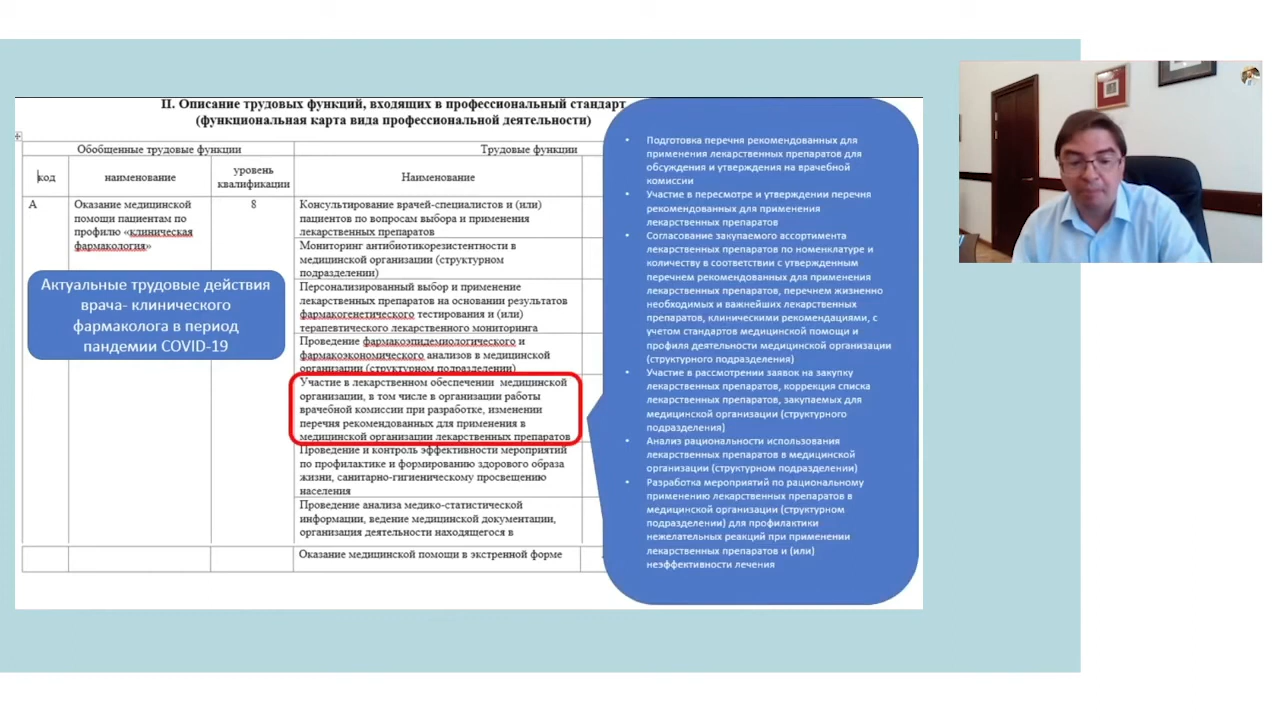 II. Описание трудовых функций, входящих в профессиональный стандарт
(функциональная карта вида профессиональной деятельности)
Обобщенные трудовые функции
Трудовые функции
код
наименование
уровень
квалификации
Наименование
А
Оказание медицинской
помощи пациентам по
профилю «клиническая
фармакология»
8
Консультирование врачей-специалистов и (или)
пациентов по вопросам выбора и применения
лекарственных препаратов
Мониторинг антибиотикорезистентности в
медицинской организации (структурном
подразделении)
Персонализированный выбор и применение
лекарственных препаратов на основании результатов
фармакогенетического тестирования и (или)
терапевтического лекарственного мониторинга
Проведение фармакоэпидемиологического и
фармакоэкономического анализов в медицинской
организации (структурном подразделении)
Участие в лекарственном обеспечении медицинской
организации, в том числе в организации работы
врачебной комиссии при разработке, изменении
перечня рекомендованных для применения в
медицинской организации лекарственных препаратов
Проведение и контроль эффективности мероприятий
по профилактике и формированию здорового образа
жизни, санитарно-гигиеническому просвещению
населения
Проведение анализа медико-статистической
информации, ведение медицинской документации,
организация деятельности находящегося в
Оказание медицинской помощи в экстренной форме
Актуальные трудовые действия
врача- клинического
фармаколога в период
пандемии COVID-19
• Подготовка перечня рекомендованных для
применения лекарственных препаратов для
обсуждения и утверждения на врачебной
комиссии
• Участие в пересмотре и утверждении перечня
рекомендованных для применения
лекарственных препаратов
• Согласование закупаемого ассортимента
лекарственных препаратов по номенклатуре и
количеству в соответствии с утвержденным
перечнем рекомендованных для применения
лекарственных препаратов, перечнем жизненно
необходимых и важнейших лекарственных
препаратов, клиническими рекомендациями, с
учетом стандартов медицинской помощи и
профиля деятельности медицинской организации
(структурного подразделения)
• Участие в рассмотрении заявок на закупку
лекарственных препаратов, коррекция списка
лекарственных препаратов, закупаемых для
медицинской организации (структурного
подразделения)
• Анализ рациональности использования
лекарственных препаратов в медицинской
организации (структурном подразделении)
• Разработка мероприятий по рациональному
применению лекарственных препаратов в
медицинской организации (структурном
подразделении) для профилактики
нежелательных реакций при применении
лекарственных препаратов и (или)
неэффективности лечения